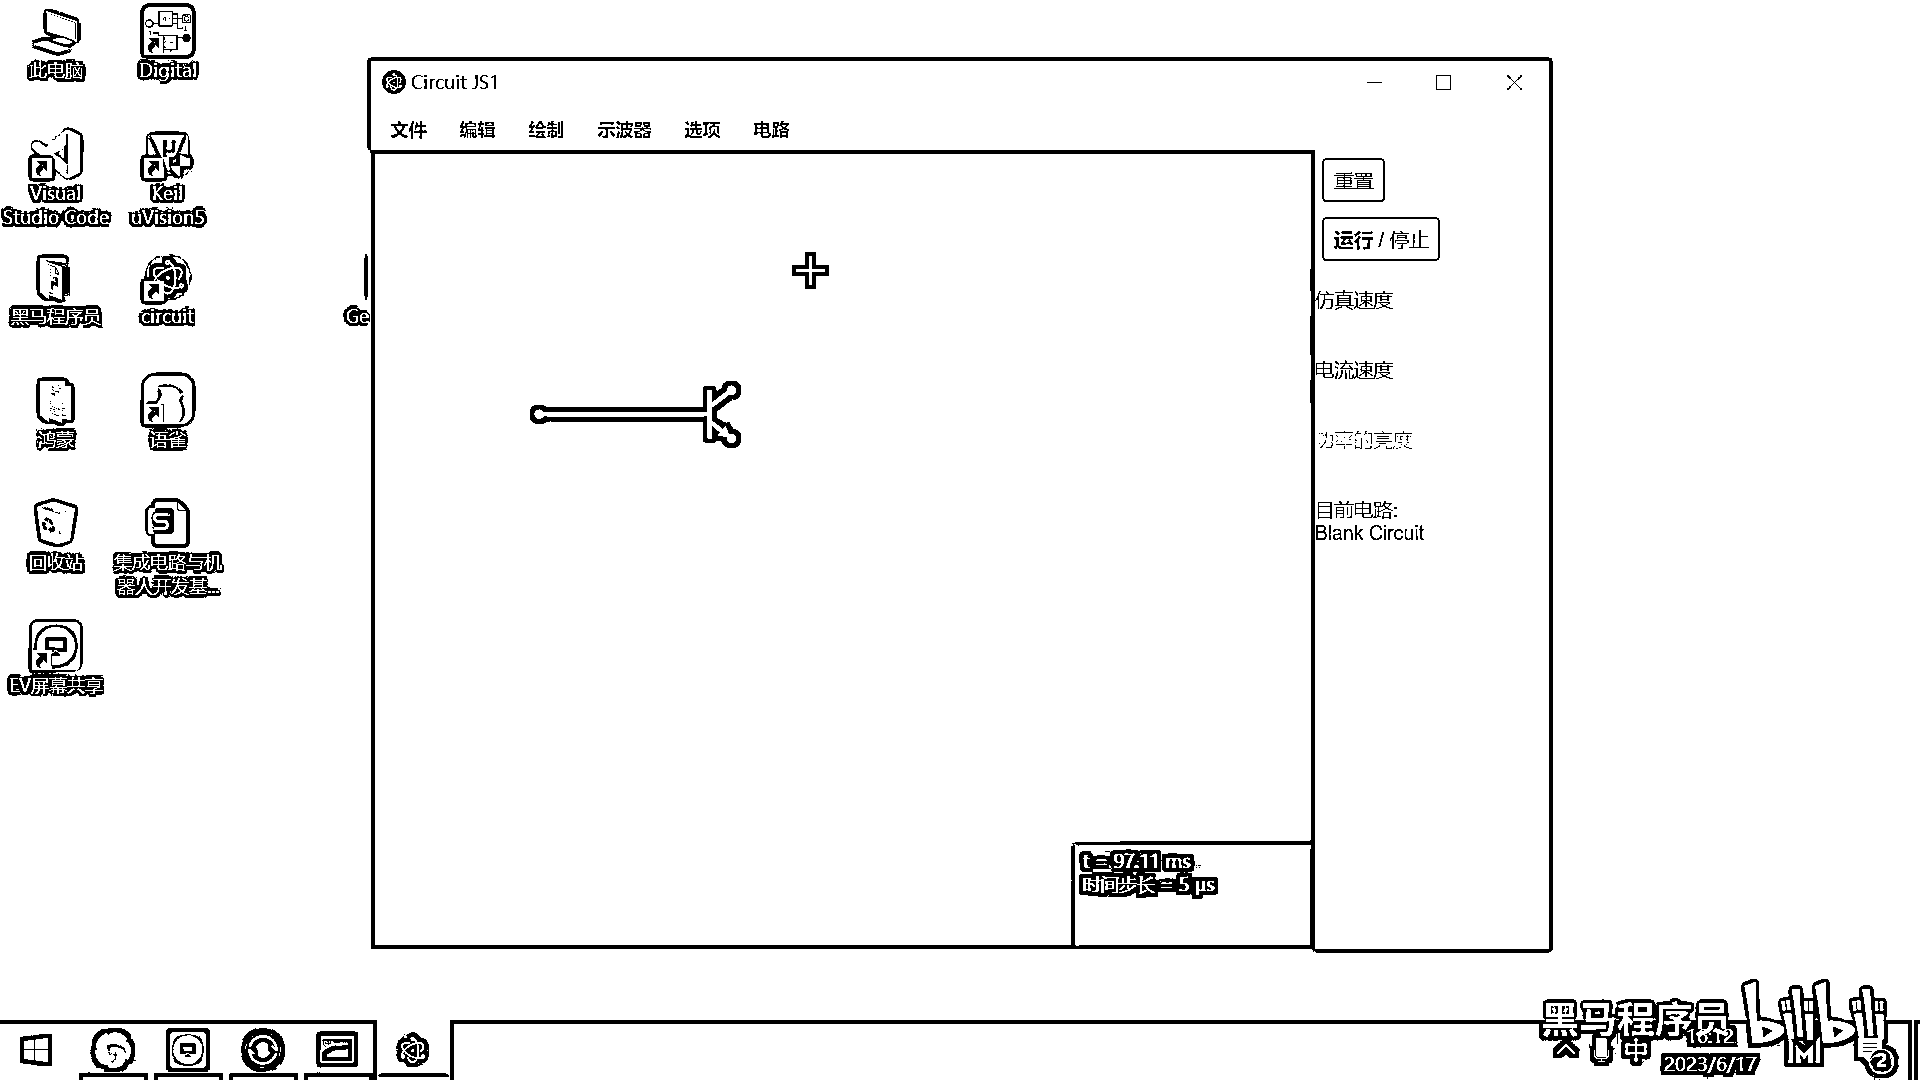 此电脑
Digital
Visual
Studio Code
Keil
uVision5
黑马程序员
circuit
Ge
鸿蒙
语雀
回收站
集成电路与机
器人开发基...
EV屏幕共享
Circuit JS1
文件 编辑 绘制 示波器 选项 电路
重置
运行 / 停止
仿真速度
电流速度
功率的亮度
目前电路:
Blank Circuit
t = 97.11 ms
时间步长 = 5 µs
黑马程序员 bilibili
中
16:12
2023/6/17
2